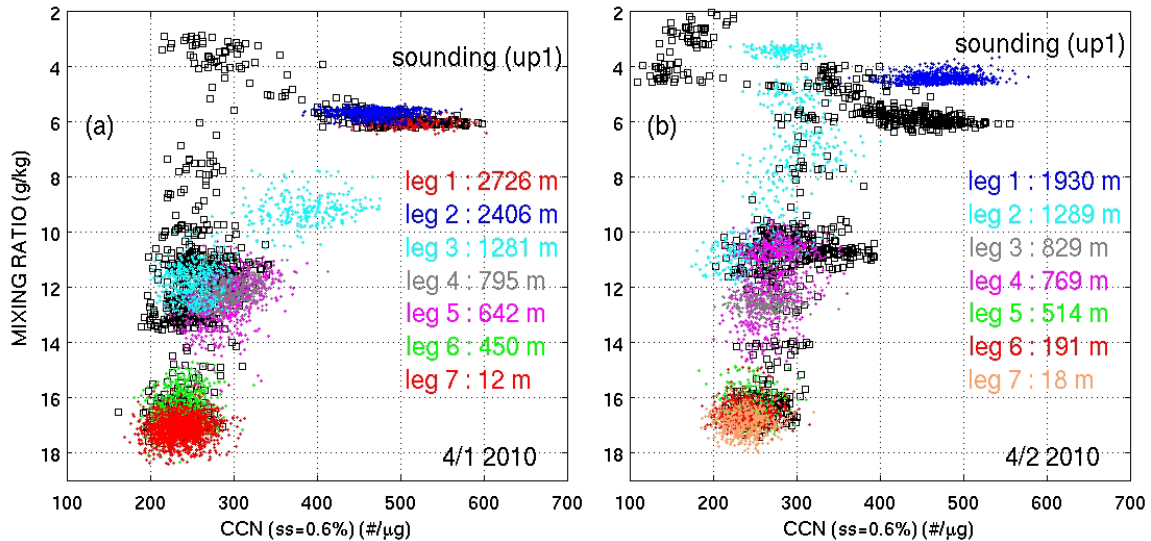 2
4
6
8
10
12
14
16
18
MIXING RATIO (g/kg)
sounding (up1)
(a)
leg 1 : 2726 m
leg 2 : 2406 m
leg 3 : 1281 m
leg 4 : 795 m
leg 5 : 642 m
leg 6 : 450 m
leg 7 : 12 m
4/1 2010
100 200 300 400 500 600 700
CCN (ss=0.6%) (#/μg)
2
4
6
8
10
12
14
16
18
sounding (up1)
(b)
leg 1 : 1930 m
leg 2 : 1289 m
leg 3 : 829 m
leg 4 : 769 m
leg 5 : 514 m
leg 6 : 191 m
leg 7 : 18 m
4/2 2010
100 200 300 400 500 600 700
CCN (ss=0.6%) (#/μg)